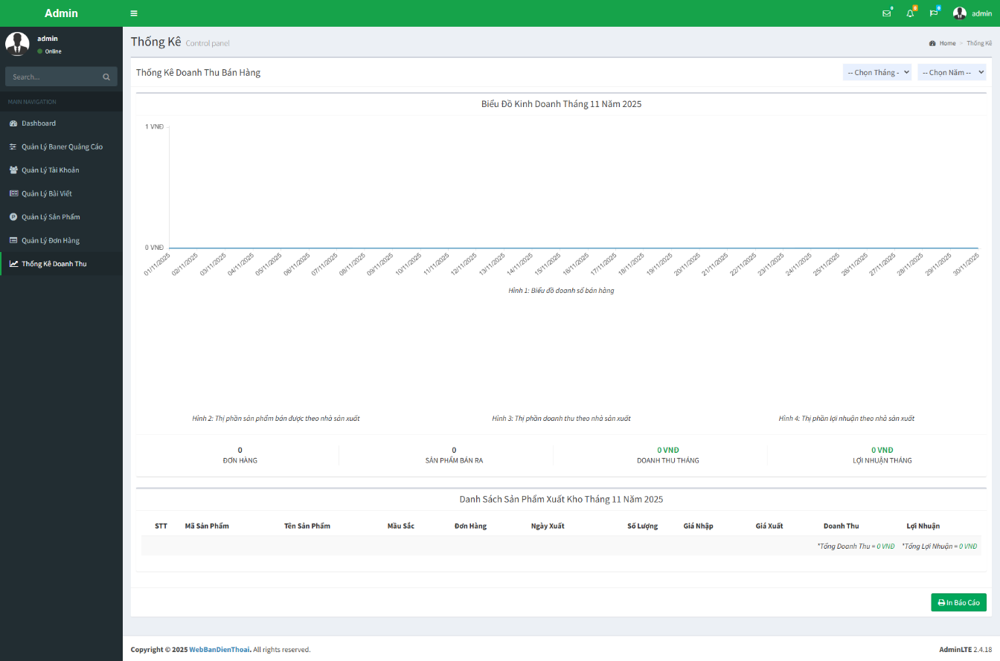 Admin
0
0
0
admin
admin
Online
Search...
MAIN NAVIGATION
Dashboard
Quản Lý Baner Quảng Cáo
Quản Lý Tài Khoản
Quản Lý Bài Viết
Quản Lý Sản Phẩm
Quản Lý Đơn Hàng
Thống Kê Doanh Thu
Thống Kê Control panel
Home > Thống Kê
Thống Kê Doanh Thu Bán Hàng
-- Chọn Tháng -
-- Chọn Năm --
Biểu Đồ Kinh Doanh Tháng 11 Năm 2025
1 VNĐ
0 VNĐ
01/11/2025 02/11/2025 03/11/2025 04/11/2025 05/11/2025 06/11/2025 07/11/2025 08/11/2025 09/11/2025 10/11/2025 11/11/2025 12/11/2025 13/11/2025 14/11/2025 15/11/2025 16/11/2025 17/11/2025 18/11/2025 19/11/2025 20/11/2025 21/11/2025 22/11/2025 23/11/2025 24/11/2025 25/11/2025 26/11/2025 27/11/2025 28/11/2025 29/11/2025 30/11/2025
Hình 1: Biểu đồ doanh số bán hàng
Hình 2: Thị phần sản phẩm bán được theo nhà sản xuất
Hình 3: Thị phần doanh thu theo nhà sản xuất
Hình 4: Thị phần lợi nhuận theo nhà sản xuất
0
ĐƠN HÀNG
0
SẢN PHẨM BÁN RA
0 VNĐ
DOANH THU THÁNG
0 VNĐ
LỢI NHUẬN THÁNG
Danh Sách Sản Phẩm Xuất Kho Tháng 11 Năm 2025
STT Mã Sản Phẩm Tên Sản Phẩm Mầu Sắc Đơn Hàng Ngày Xuất Số Lượng Giá Nhập Giá Xuất Doanh Thu Lợi Nhuận
*Tổng Doanh Thu = 0 VNĐ *Tổng Lợi Nhuận = 0 VNĐ
In Báo Cáo
Copyright © 2025 WebBanDienThoai. All rights reserved.
AdminLTE 2.4.18